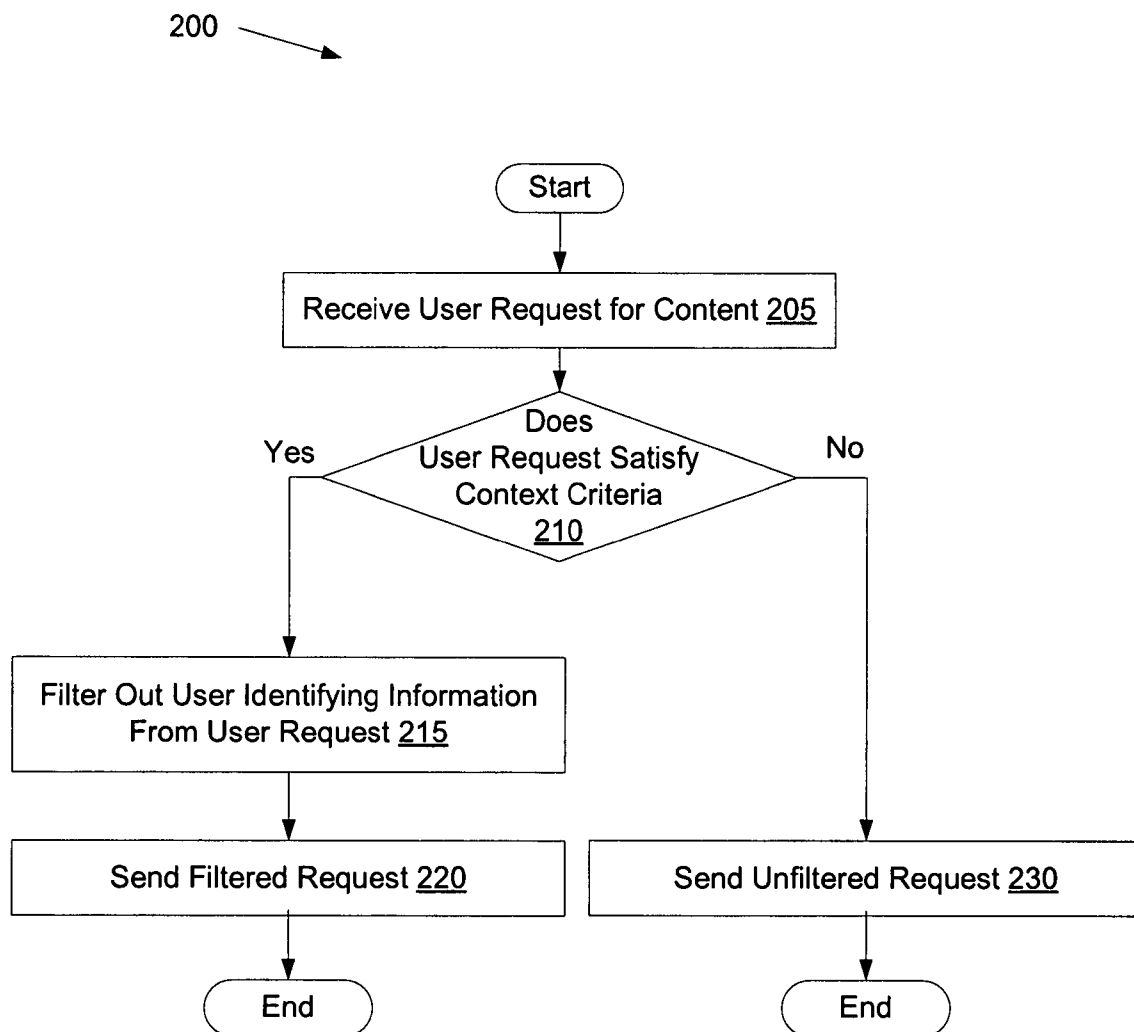 200
Start
Receive User Request for Content 205
Does
User Request Satisfy
Context Criteria
210
Yes
No
Filter Out User Identifying Information
From User Request 215
Send Filtered Request 220
Send Unfiltered Request 230
End
End